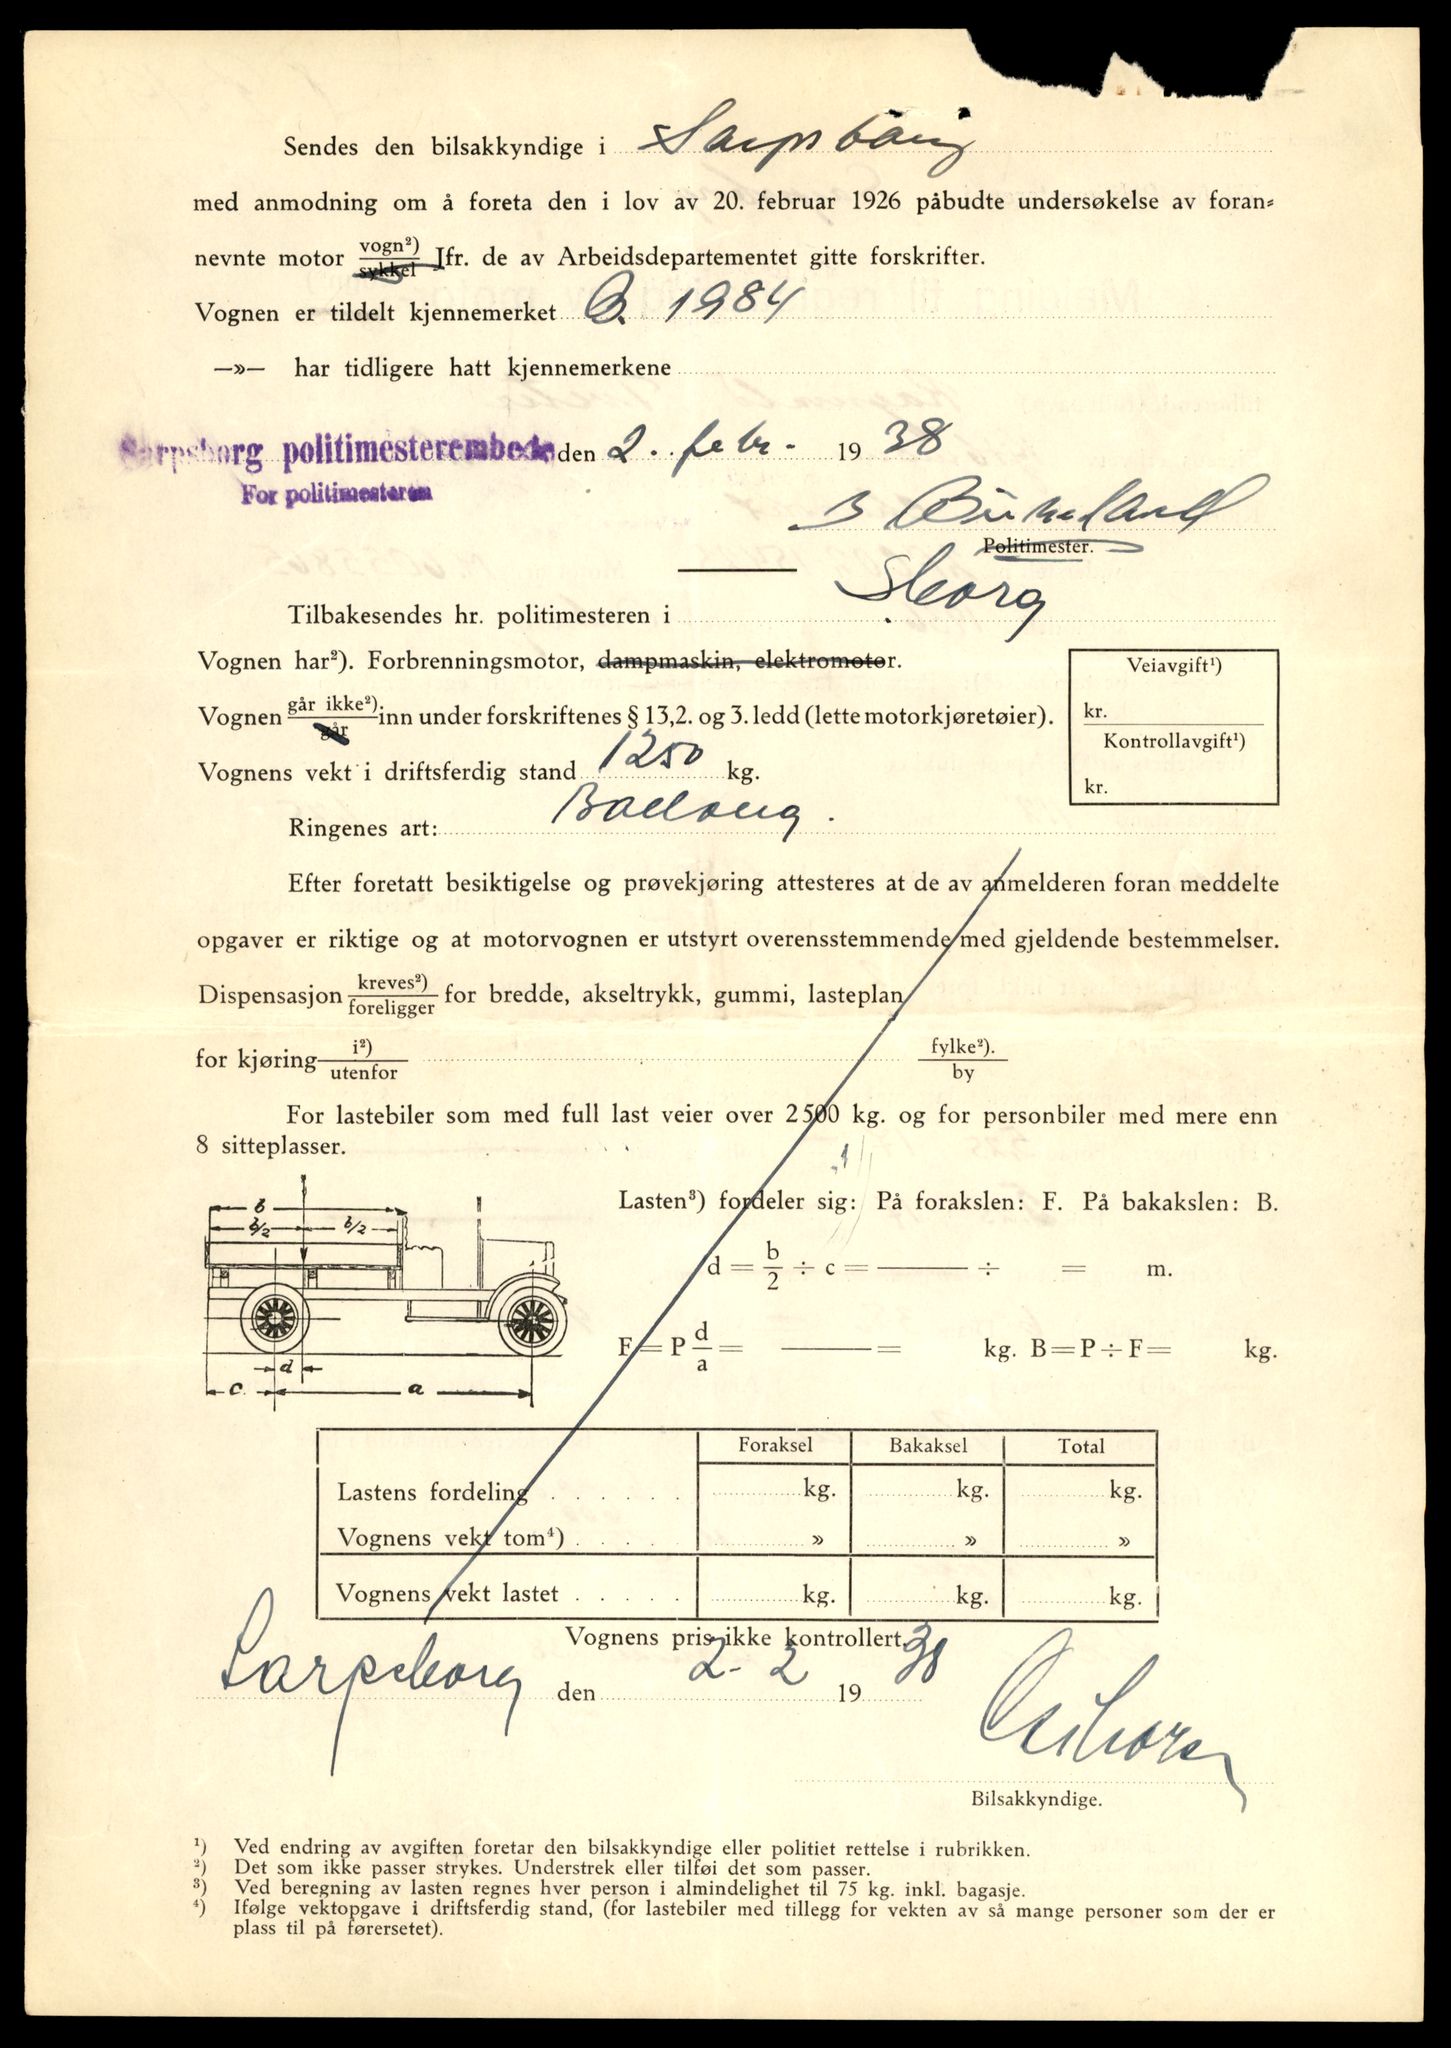 Sendes den bilsakkyndige i Sarpsborg
med anmodning om å foreta den i lov av 20. februar 1926 påbudte undersøkelse av foran=
nevnte motor vogn²) sykkel Jfr. de av Arbeidsdepartementet gitte forskrifter.
Vognen er tildelt kjennemerket B. 1984
—»— har tidligere hatt kjennemerkene
Sarpsborg politimesterembede den 2. febr. 1938
For politimesteren
Politimester.
Tilbakesendes hr. politimesteren i Sborg
Vognen har²). Forbrenningsmotor, dampmaskin, elektromotor.
Veiavgift¹)
kr.
Kontrollavgift¹)
kr.
Vognen går ikke²) går inn under forskriftenes § 13,2. og 3. ledd (lette motorkjøretøier).
Vognens vekt i driftsferdig stand 1250 kg.
Ringenes art: Ballong.
Efter foretatt besiktigelse og prøvekjøring attesteres at de av anmelderen foran meddelte
opgaver er riktige og at motorvognen er utstyrt overensstemmende med gjeldende bestemmelser.
Dispensasjon kreves²) foreligger for bredde, akseltrykk, gummi, lasteplan
for kjøring i²) utenfor fylke²). by
For lastebiler som med full last veier over 2500 kg. og for personbiler med mere enn
8 sitteplasser.
b
b/2 b/2
d
c a
Lasten³) fordeler sig: På forakslen: F. På bakakslen: B.
d = b/2 ÷ c = —— ÷ = m.
F = P d/a = —— = kg. B = P ÷ F = kg.
Foraksel Bakaksel Total
Lastens fordeling . . . . . . kg. kg. kg.
Vognens vekt tom⁴) . . . . . » » »
Vognens vekt lastet . . . . . kg. kg. kg.
Vognens pris ikke kontrollert.
Sarpsborg den 2-2 1938
Bilsakkyndige.
¹) Ved endring av avgiften foretar den bilsakkyndige eller politiet rettelse i rubrikken.
²) Det som ikke passer strykes. Understrek eller tilføi det som passer.
³) Ved beregning av lasten regnes hver person i almindelighet til 75 kg. inkl. bagasje.
⁴) Ifølge vektopgave i driftsferdig stand, (for lastebiler med tillegg for vekten av så mange personer som der er
plass til på førersetet).